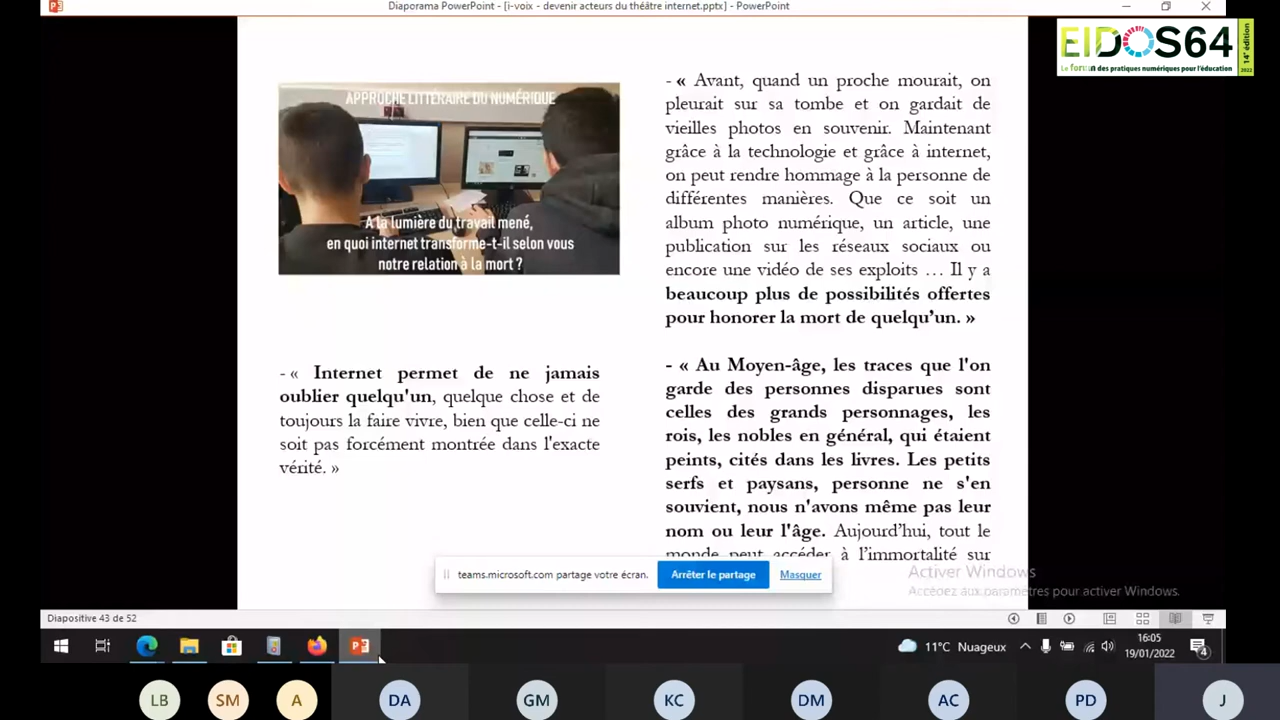 Diaporama PowerPoint - [i-voix - devenir acteurs du théâtre internet.pptx] - PowerPoint
EIDOS64
14e édition
2022
Le forum des pratiques numériques pour l'éducation
APPROCHE LITTÉRAIRE DU NUMÉRIQUE
A la lumière du travail mené,
en quoi internet transforme-t-il selon vous
notre relation à la mort ?
- « Internet permet de ne jamais
oublier quelqu'un, quelque chose et de
toujours la faire vivre, bien que celle-ci ne
soit pas forcément montrée dans l'exacte
vérité. »
- « Avant, quand un proche mourait, on
pleurait sur sa tombe et on gardait de
vieilles photos en souvenir. Maintenant
grâce à la technologie et grâce à internet,
on peut rendre hommage à la personne de
différentes manières. Que ce soit un
album photo numérique, un article, une
publication sur les réseaux sociaux ou
encore une vidéo de ses exploits … Il y a
beaucoup plus de possibilités offertes
pour honorer la mort de quelqu'un. »
- « Au Moyen-âge, les traces que l'on
garde des personnes disparues sont
celles des grands personnages, les
rois, les nobles en général, qui étaient
peints, cités dans les livres. Les petits
serfs et paysans, personne ne s'en
souvient, nous n'avons même pas leur
nom ou leur l'âge. Aujourd'hui, tout le
monde peut accéder à l'immortalité sur
teams.microsoft.com partage votre écran.
Arrêter le partage
Masquer
Activer Windows
Accédez aux paramètres pour activer Windows.
Diapositive 43 de 52
11°C Nuageux
16:05
19/01/2022
4
LB
SM
A
DA
GM
KC
DM
AC
PD
J